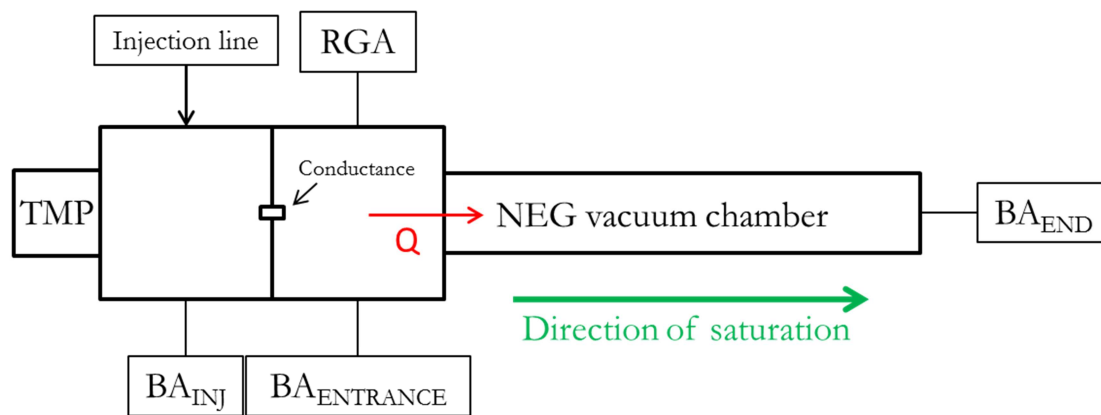 Injection line
RGA
Conductance
TMP
Q
NEG vacuum chamber
BA_END
Direction of saturation
BA_INJ
BA_ENTRANCE